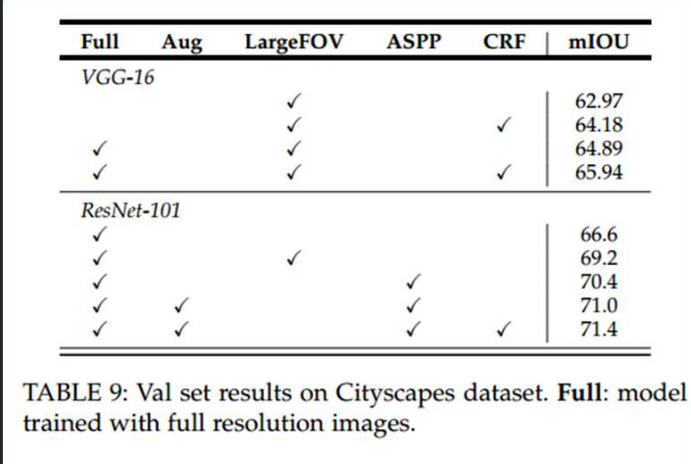 Full Aug LargeFOV ASPP CRF mIOU
VGG-16
✓ 62.97
✓ ✓ 64.18
✓ ✓ 64.89
✓ ✓ ✓ 65.94
ResNet-101
✓ 66.6
✓ ✓ 69.2
✓ ✓ 70.4
✓ ✓ ✓ 71.0
✓ ✓ ✓ ✓ 71.4
TABLE 9: Val set results on Cityscapes dataset. Full: model
trained with full resolution images.